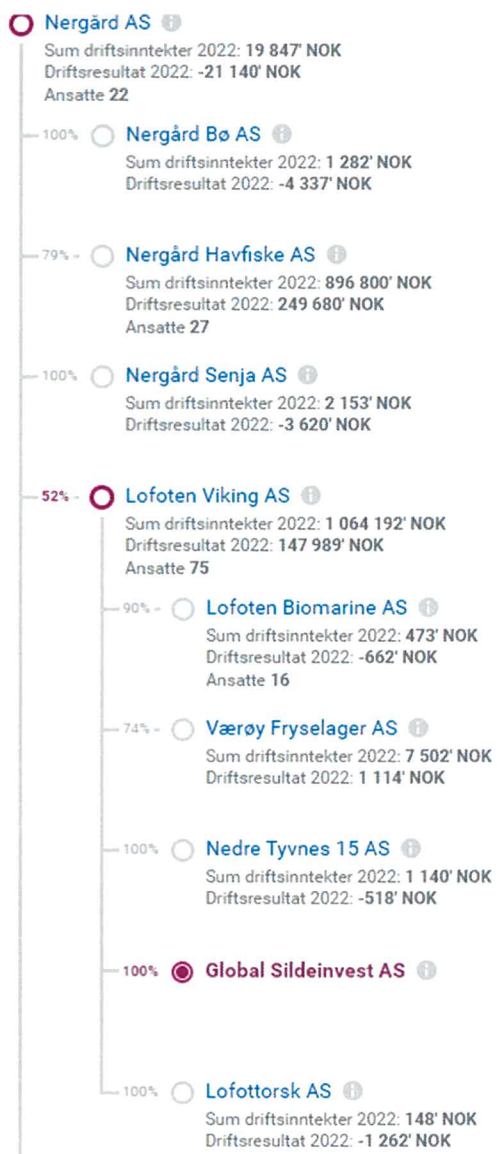 Nergård AS
Sum driftsinntekter 2022: 19 847' NOK
Driftsresultat 2022: -21 140' NOK
Ansatte 22
100%
Nergård Bø AS
Sum driftsinntekter 2022: 1 282' NOK
Driftsresultat 2022: -4 337' NOK
79%
Nergård Havfiske AS
Sum driftsinntekter 2022: 896 800' NOK
Driftsresultat 2022: 249 680' NOK
Ansatte 27
100%
Nergård Senja AS
Sum driftsinntekter 2022: 2 153' NOK
Driftsresultat 2022: -3 620' NOK
52%
Lofoten Viking AS
Sum driftsinntekter 2022: 1 064 192' NOK
Driftsresultat 2022: 147 989' NOK
Ansatte 75
90%
Lofoten Biomarine AS
Sum driftsinntekter 2022: 473' NOK
Driftsresultat 2022: -662' NOK
Ansatte 16
74%
Værøy Fryselager AS
Sum driftsinntekter 2022: 7 502' NOK
Driftsresultat 2022: 1 114' NOK
100%
Nedre Tyvnes 15 AS
Sum driftsinntekter 2022: 1 140' NOK
Driftsresultat 2022: -518' NOK
100%
Global Sildeinvest AS
100%
Lofottorsk AS
Sum driftsinntekter 2022: 148' NOK
Driftsresultat 2022: -1 262' NOK